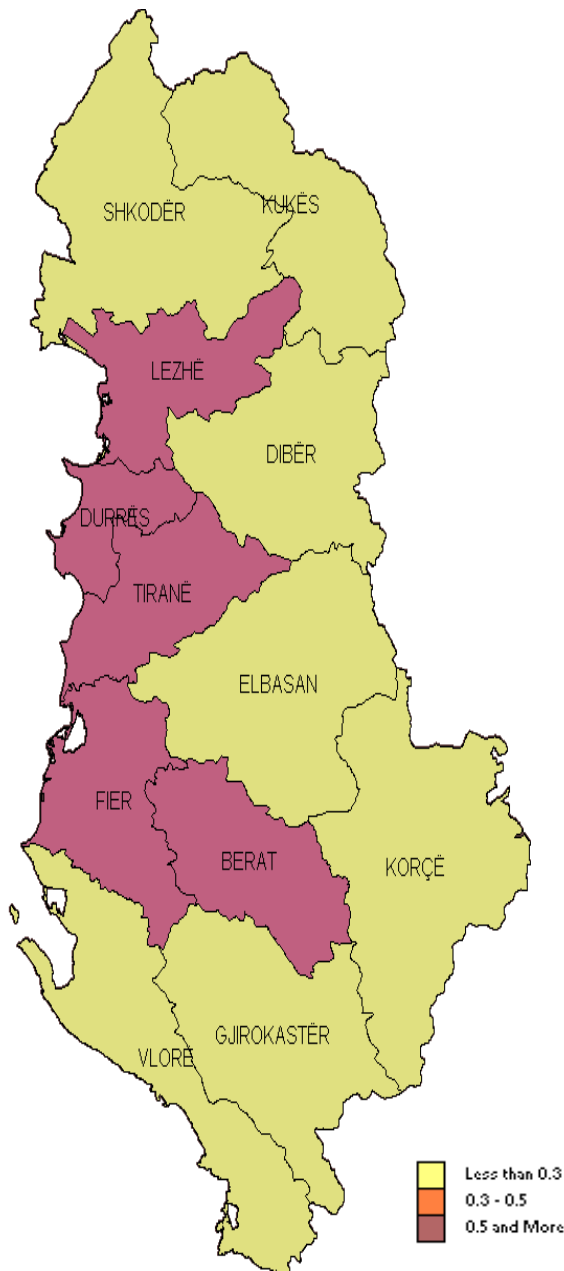 SHKODËR
KUKËS
LEZHË
DIBËR
DURRËS
TIRANË
ELBASAN
FIER
BERAT
KORÇË
GJIROKASTËR
VLORË
Less than 0.3
0.3 - 0.5
0.5 and More